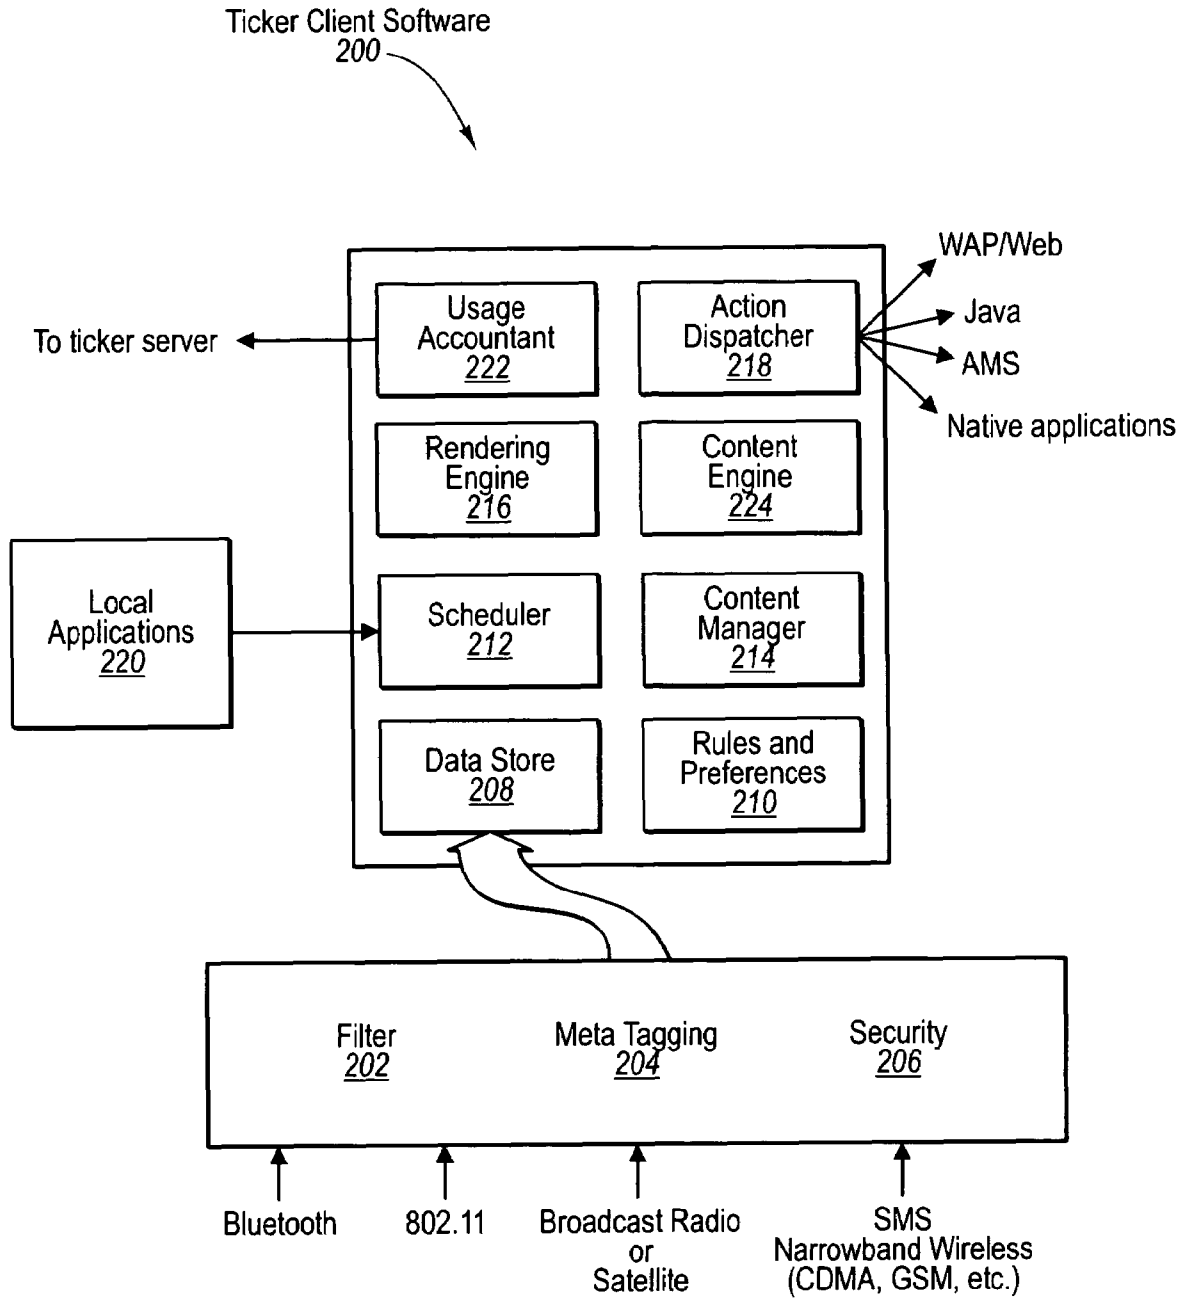 Ticker Client Software
200
WAP/Web
Java
AMS
Native applications
To ticker server
Usage
Accountant
222
Action
Dispatcher
218
Rendering
Engine
216
Content
Engine
224
Local
Applications
220
Scheduler
212
Content
Manager
214
Data Store
208
Rules and
Preferences
210
Filter
202
Meta Tagging
204
Security
206
Bluetooth
802.11
Broadcast Radio
or
Satellite
SMS
Narrowband Wireless
(CDMA, GSM, etc.)